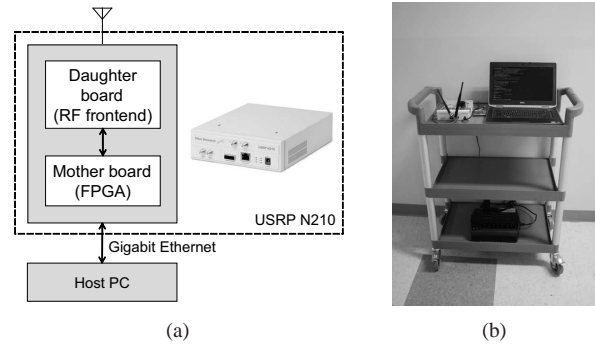 Daughter
board
(RF frontend)
Mother board
(FPGA)
USRP N210
Gigabit Ethernet
Host PC
(a)
(b)